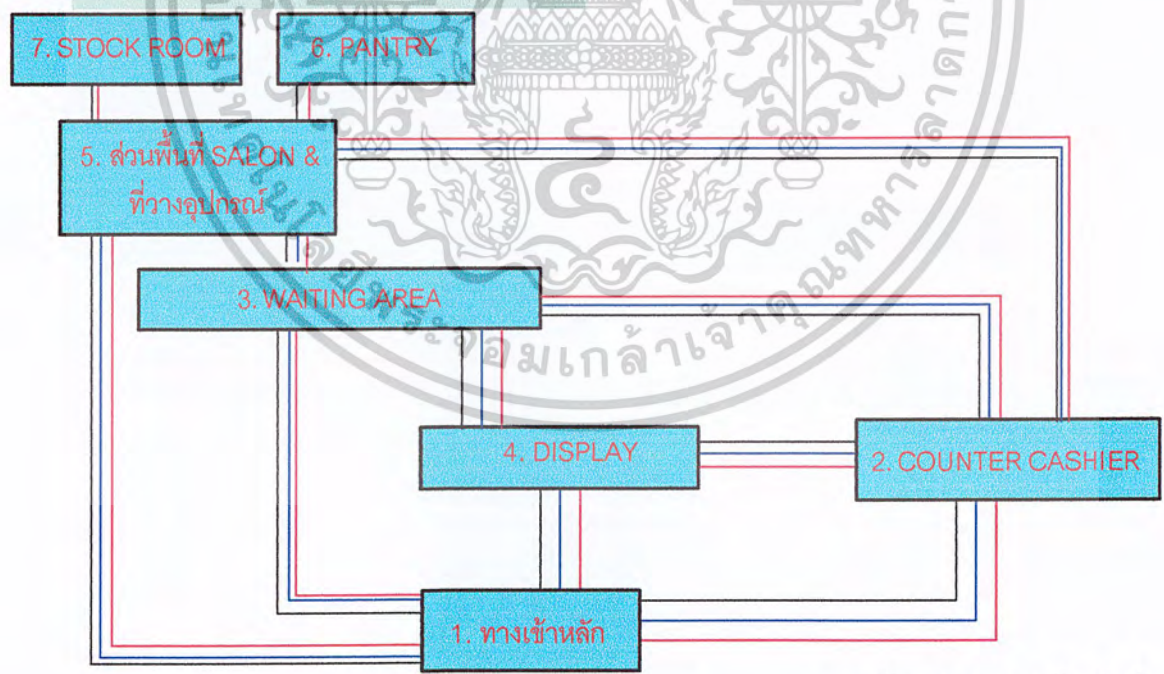 7. STOCK ROOM
6. PANTRY
5. ส่วนพื้นที่ SALON &
ที่วางอุปกรณ์
3. WAITING AREA
4. DISPLAY
2. COUNTER CASHIER
1. ทางเข้าหลัก